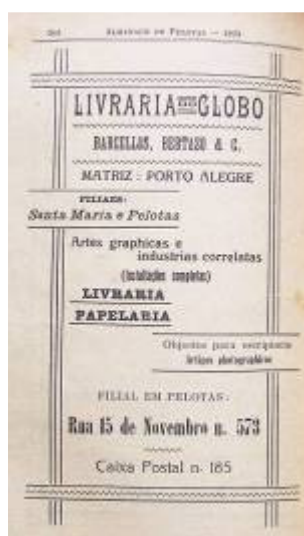 ALMANACH DE PELOTAS
LIVRARIA DO GLOBO
BARCELLOS, BERTASO & C.
MATRIZ: PORTO ALEGRE
FILIAES:
Santa Maria e Pelotas
Artes graphicas e
industrias correlatas
(Installações completas)
LIVRARIA
PAPELARIA
Objectos para escriptorio
Artigos photographicos
FILIAL EM PELOTAS:
Rua 15 de Novembro n. 573
Caixa Postal n. 185